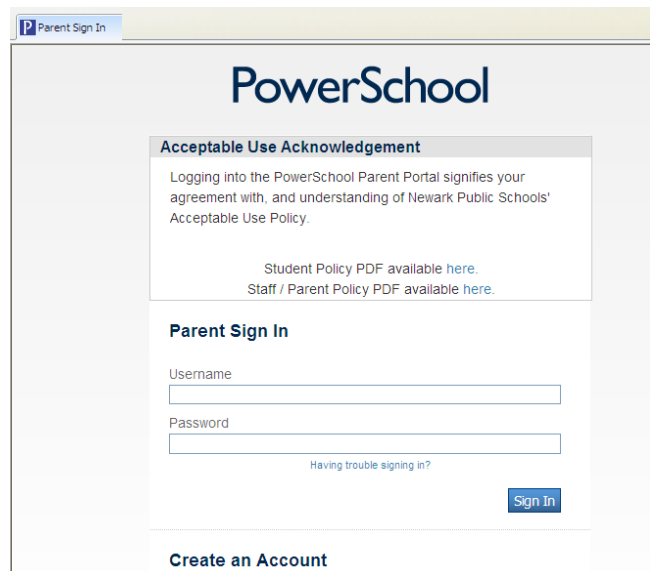 Parent Sign In
PowerSchool
Acceptable Use Acknowledgement
Logging into the PowerSchool Parent Portal signifies your
agreement with, and understanding of Newark Public Schools'
Acceptable Use Policy.
Student Policy PDF available here.
Staff / Parent Policy PDF available here.
Parent Sign In
Username
Password
Having trouble signing in?
Sign In
Create an Account